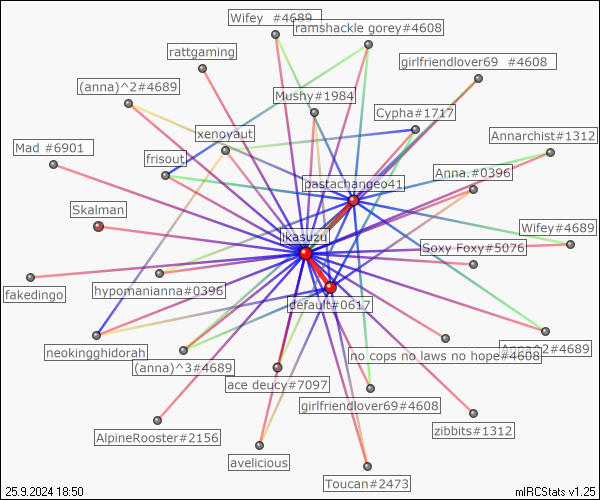 Wifey  #4689
ramshackle gorey#4608
rattgaming
girlfriendlover69  #4608
(anna)^2#4689
Mushy#1984
Cypha#1717
xenoyaut
Annarchist#1312
Mad #6901
frisout
Anna.#0396
pastachangeo41
Skalman
Wifey#4689
ikasuzu
Soxy Foxy#5076
fakedingo
hypomanianna#0396
default#0617
neokingghidorah
Anna^2#4689
no cops no laws no hope#4608
(anna)^3#4689
ace deucy#7097
girlfriendlover69#4608
AlpineRooster#2156
zibbits#1312
avelicious
Toucan#2473
25.9.2024 18:50
mIRCStats v1.25